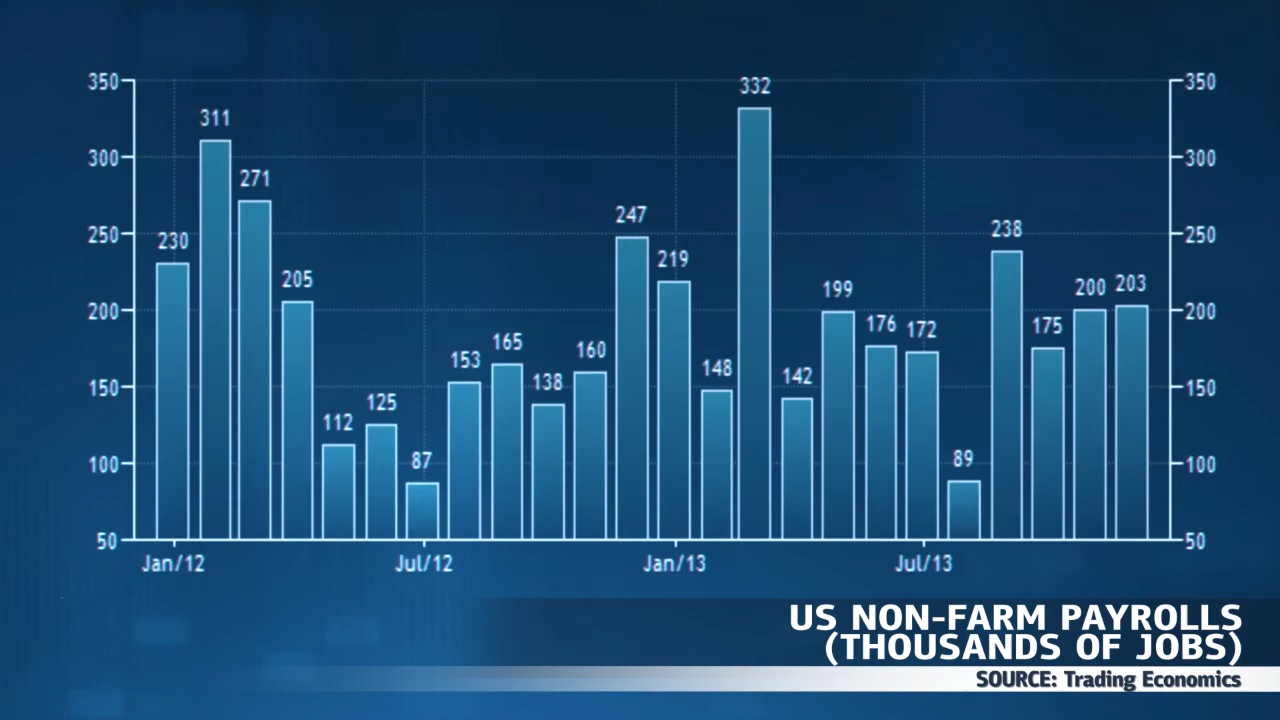 350 350
332
311
300 300
271
250 247 250
238
230
219
205
200 199 200 203 200
176 172 175
165
153 160
150 138 148 142 150
125
112
100 87 89 100
50 50
Jan/12 Jul/12 Jan/13 Jul/13
US NON-FARM PAYROLLS
(THOUSANDS OF JOBS)
SOURCE: Trading Economics